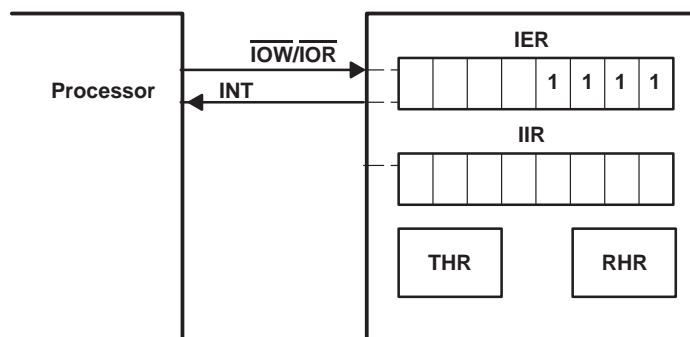 IOW/IOR
IER
1 1 1 1
Processor
INT
IIR
THR
RHR